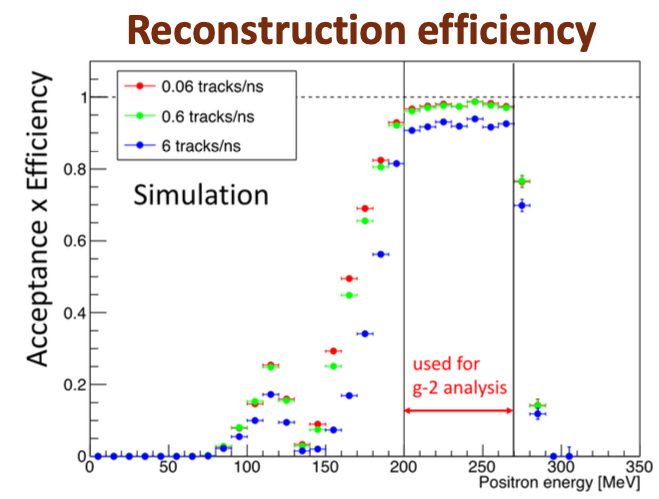 Reconstruction efficiency
Acceptance x Efficiency
1
0.8
0.6
0.4
0.2
0
0.06 tracks/ns
0.6 tracks/ns
6 tracks/ns
Simulation
used for
g-2 analysis
0 50 100 150 200 250 300 350
Positron energy [MeV]